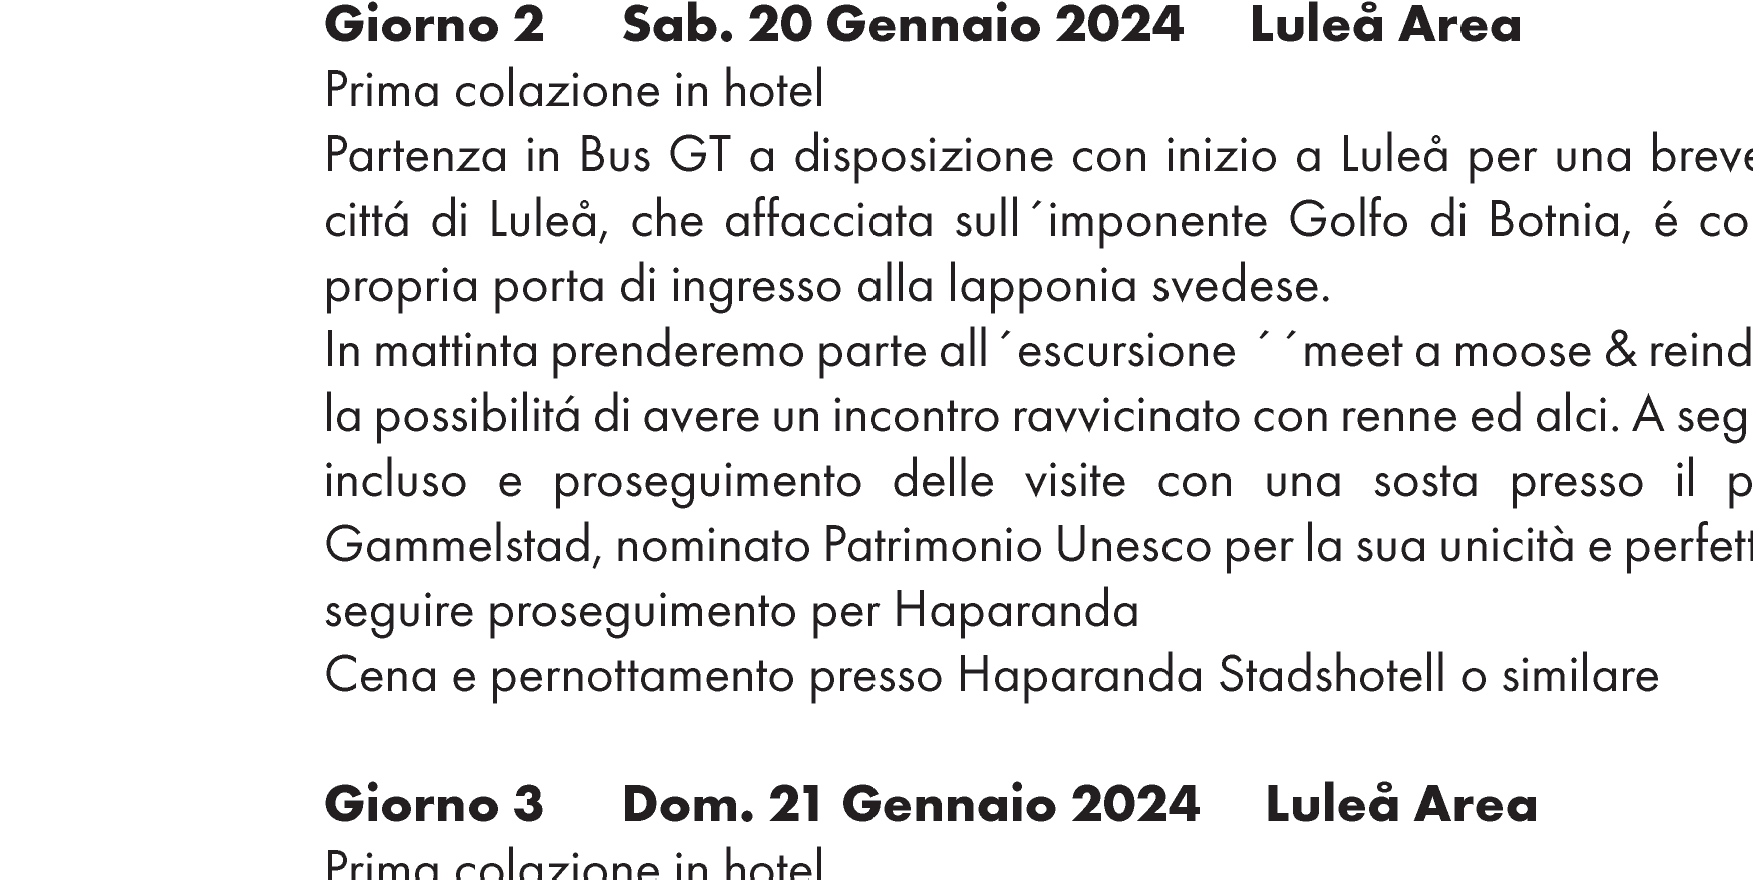 Giorno 2 Sab. 20 Gennaio 2024 Luleå Area
Prima colazione in hotel
Partenza in Bus GT a disposizione con inizio a Luleå per una breve
cittá di Luleå, che affacciata sull´imponente Golfo di Botnia, é co
propria porta di ingresso alla lapponia svedese.
In mattinta prenderemo parte all´escursione ´´meet a moose & reind
la possibilitá di avere un incontro ravvicinato con renne ed alci. A seg
incluso e proseguimento delle visite con una sosta presso il p
Gammelstad, nominato Patrimonio Unesco per la sua unicità e perfett
seguire proseguimento per Haparanda
Cena e pernottamento presso Haparanda Stadshotell o similare
Giorno 3 Dom. 21 Gennaio 2024 Luleå Area
Prima colazione in hotel